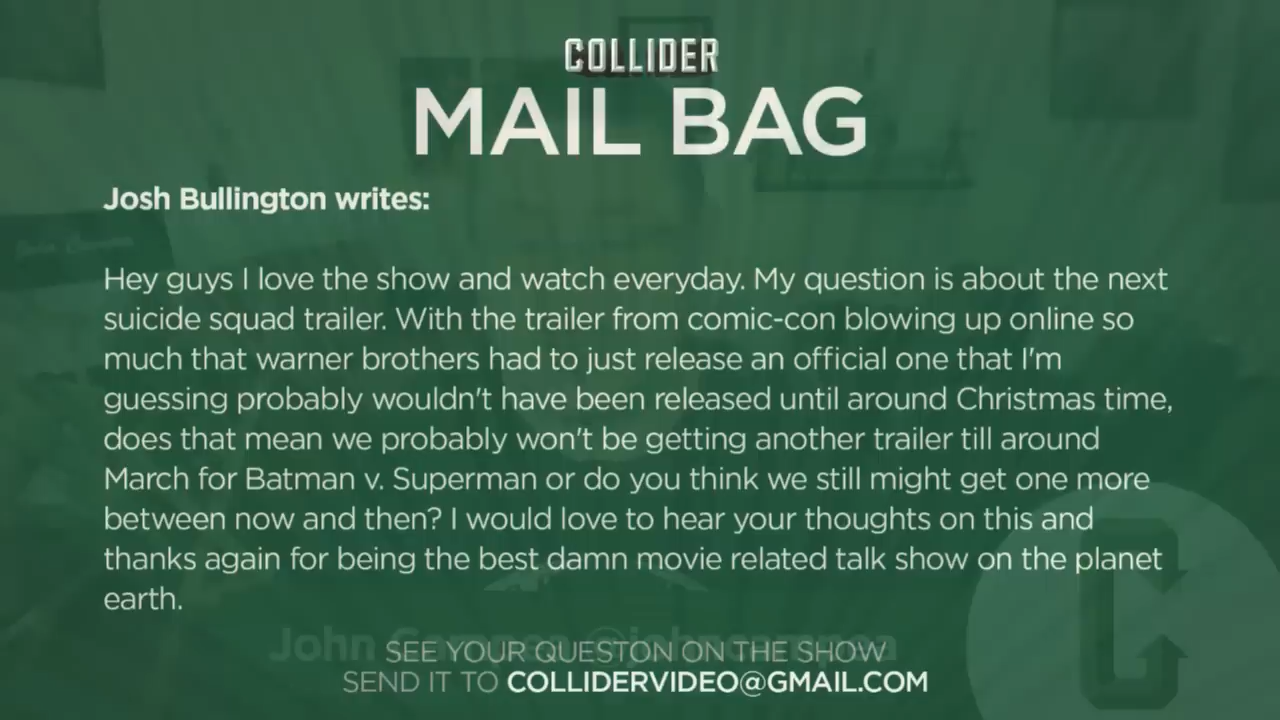 COLLIDER
MAIL BAG
Josh Bullington writes:
Hey guys I love the show and watch everyday. My question is about the next
suicide squad trailer. With the trailer from comic-con blowing up online so
much that warner brothers had to just release an official one that I'm
guessing probably wouldn't have been released until around Christmas time,
does that mean we probably won't be getting another trailer till around
March for Batman v. Superman or do you think we still might get one more
between now and then? I would love to hear your thoughts on this and
thanks again for being the best damn movie related talk show on the planet
earth.
John Campea @johncampea
SEE YOUR QUESTON ON THE SHOW
SEND IT TO COLLIDERVIDEO@GMAIL.COM